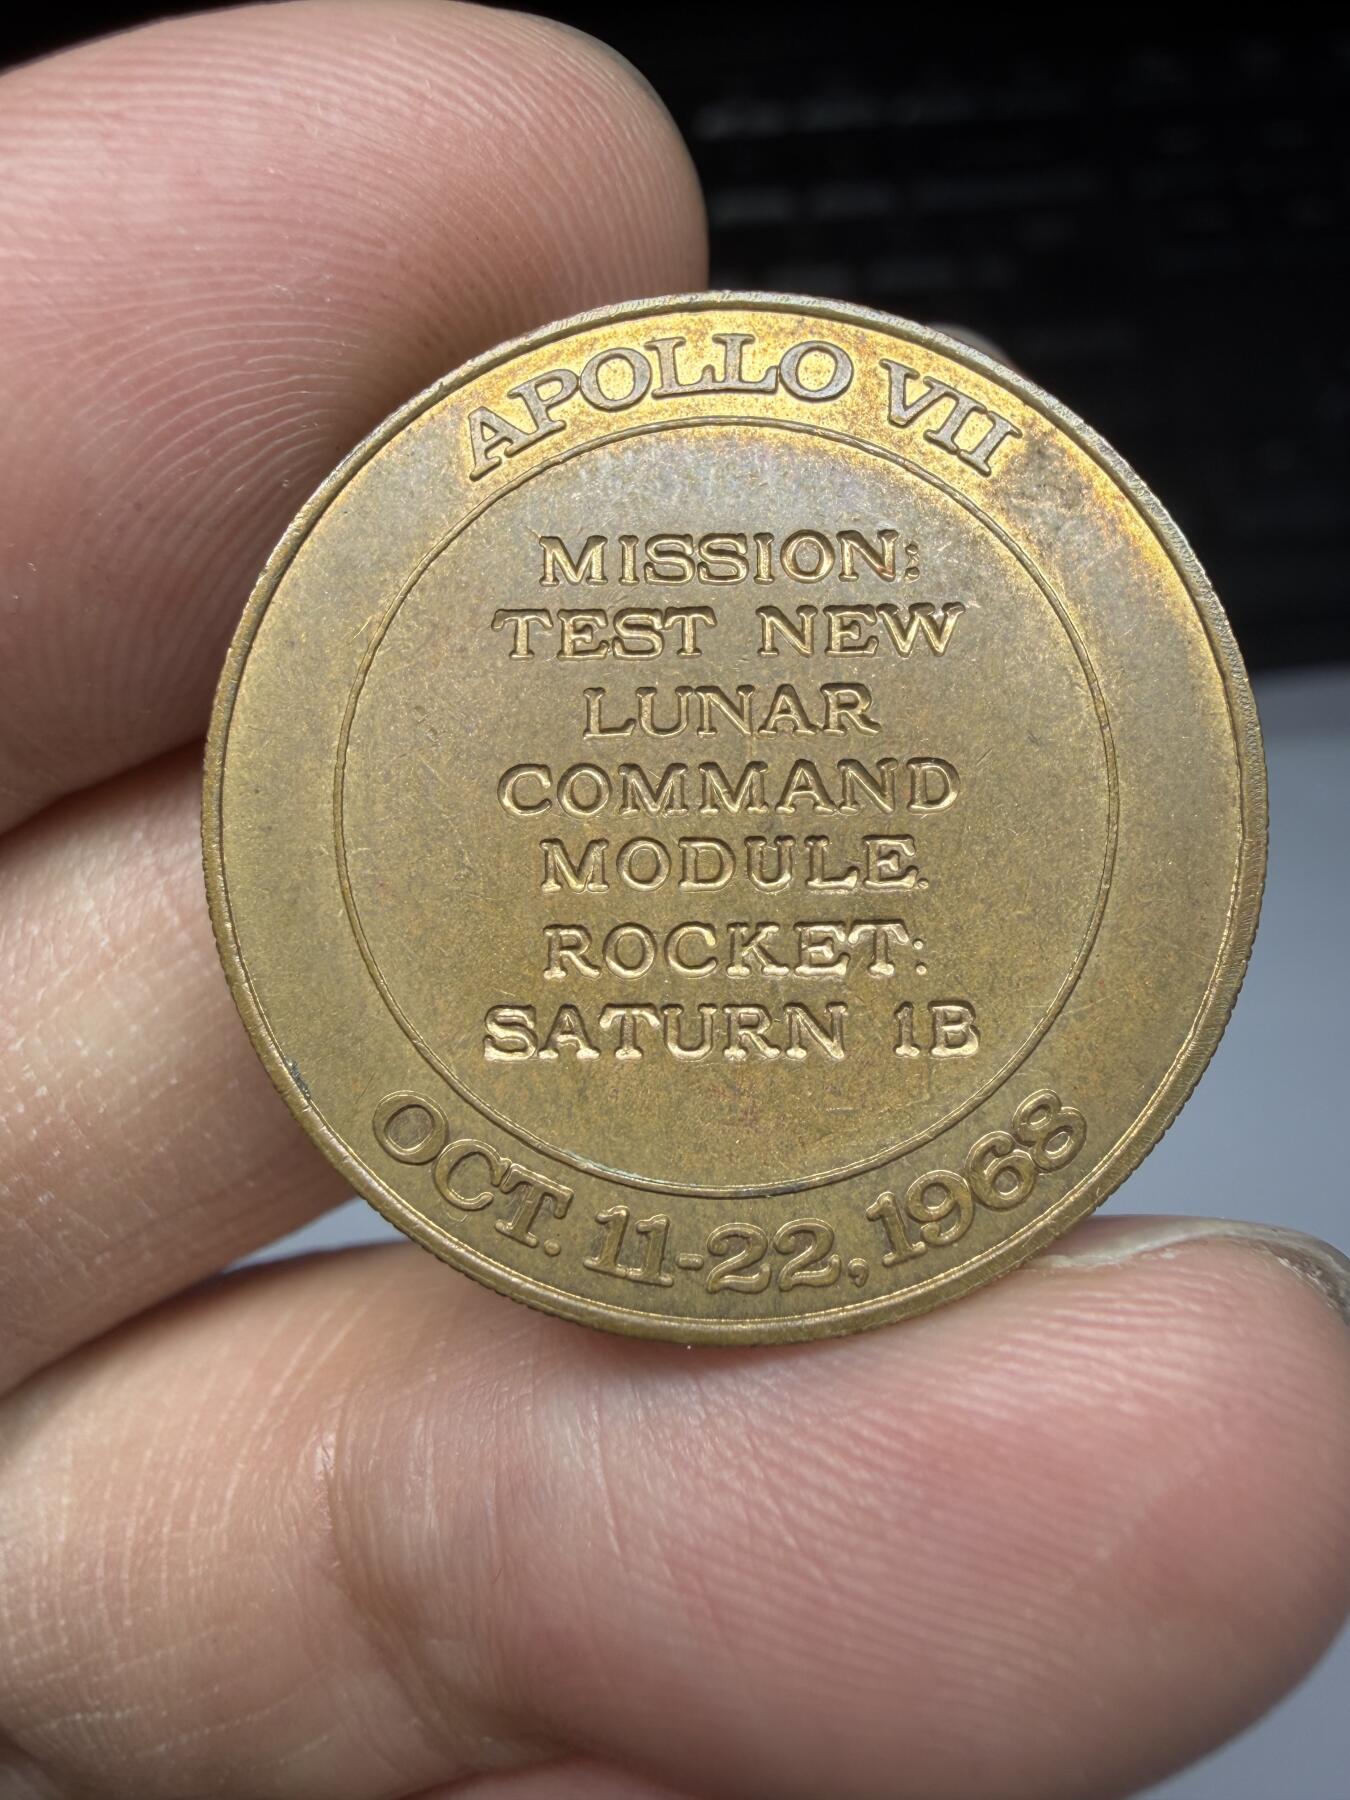 APOLLO VII
MISSION:
TEST NEW
LUNAR
COMMAND
MODULE.
ROCKET:
SATURN 1B
OCT. 11-22, 1968